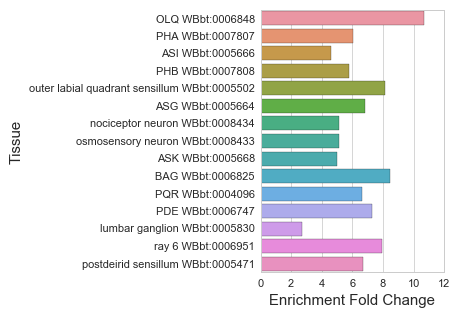 OLQ WBbt:0006848
PHA WBbt:0007807
ASI WBbt:0005666
PHB WBbt:0007808
outer labial quadrant sensillum WBbt:0005502
ASG WBbt:0005664
nociceptor neuron WBbt:0008434
osmosensory neuron WBbt:0008433
ASK WBbt:0005668
BAG WBbt:0006825
PQR WBbt:0004096
PDE WBbt:0006747
lumbar ganglion WBbt:0005830
ray 6 WBbt:0006951
postdeirid sensillum WBbt:0005471
Tissue
0 2 4 6 8 10 12
Enrichment Fold Change